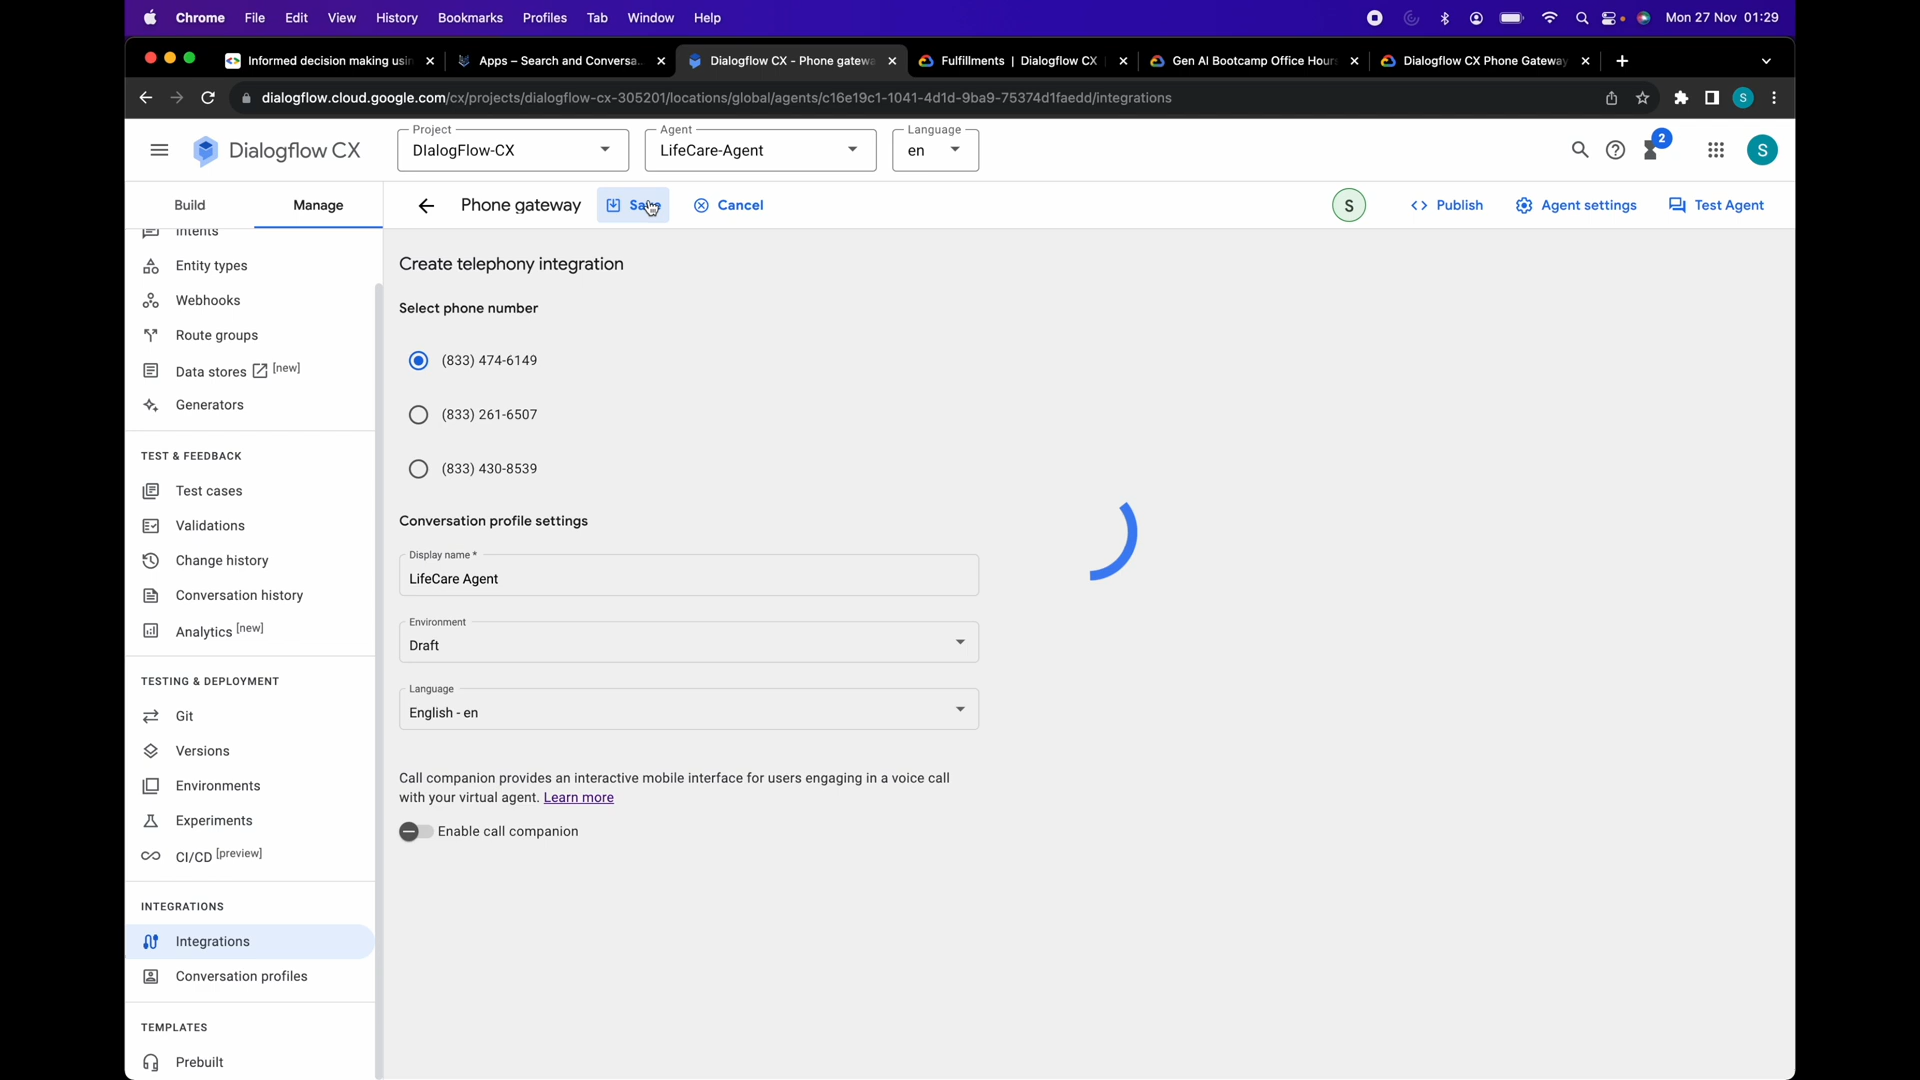 Chrome File Edit View History Bookmarks Profiles Tab Window Help Mon 27 Nov 01:29
Informed decision making usin Apps – Search and Conversa Dialogflow CX - Phone gatewa Fulfillments | Dialogflow CX Gen AI Bootcamp Office Hour Dialogflow CX Phone Gateway
dialogflow.cloud.google.com/cx/projects/dialogflow-cx-305201/locations/global/agents/c16e19c1-1041-4d1d-9ba9-75374d1faedd/integrations S
Project Agent Language
Dialogflow CX DIalogFlow-CX LifeCare-Agent en 2 S
Build Manage Phone gateway Save Cancel S Publish Agent settings Test Agent
Intents
Entity types
Webhooks
Route groups
Data stores [new]
Generators
TEST & FEEDBACK
Test cases
Validations
Change history
Conversation history
Analytics [new]
TESTING & DEPLOYMENT
Git
Versions
Environments
Experiments
CI/CD [preview]
INTEGRATIONS
Integrations
Conversation profiles
TEMPLATES
Prebuilt
Create telephony integration
Select phone number
(833) 474-6149
(833) 261-6507
(833) 430-8539
Conversation profile settings
Display name *
LifeCare Agent
Environment
Draft
Language
English - en
Call companion provides an interactive mobile interface for users engaging in a voice call
with your virtual agent. Learn more
Enable call companion